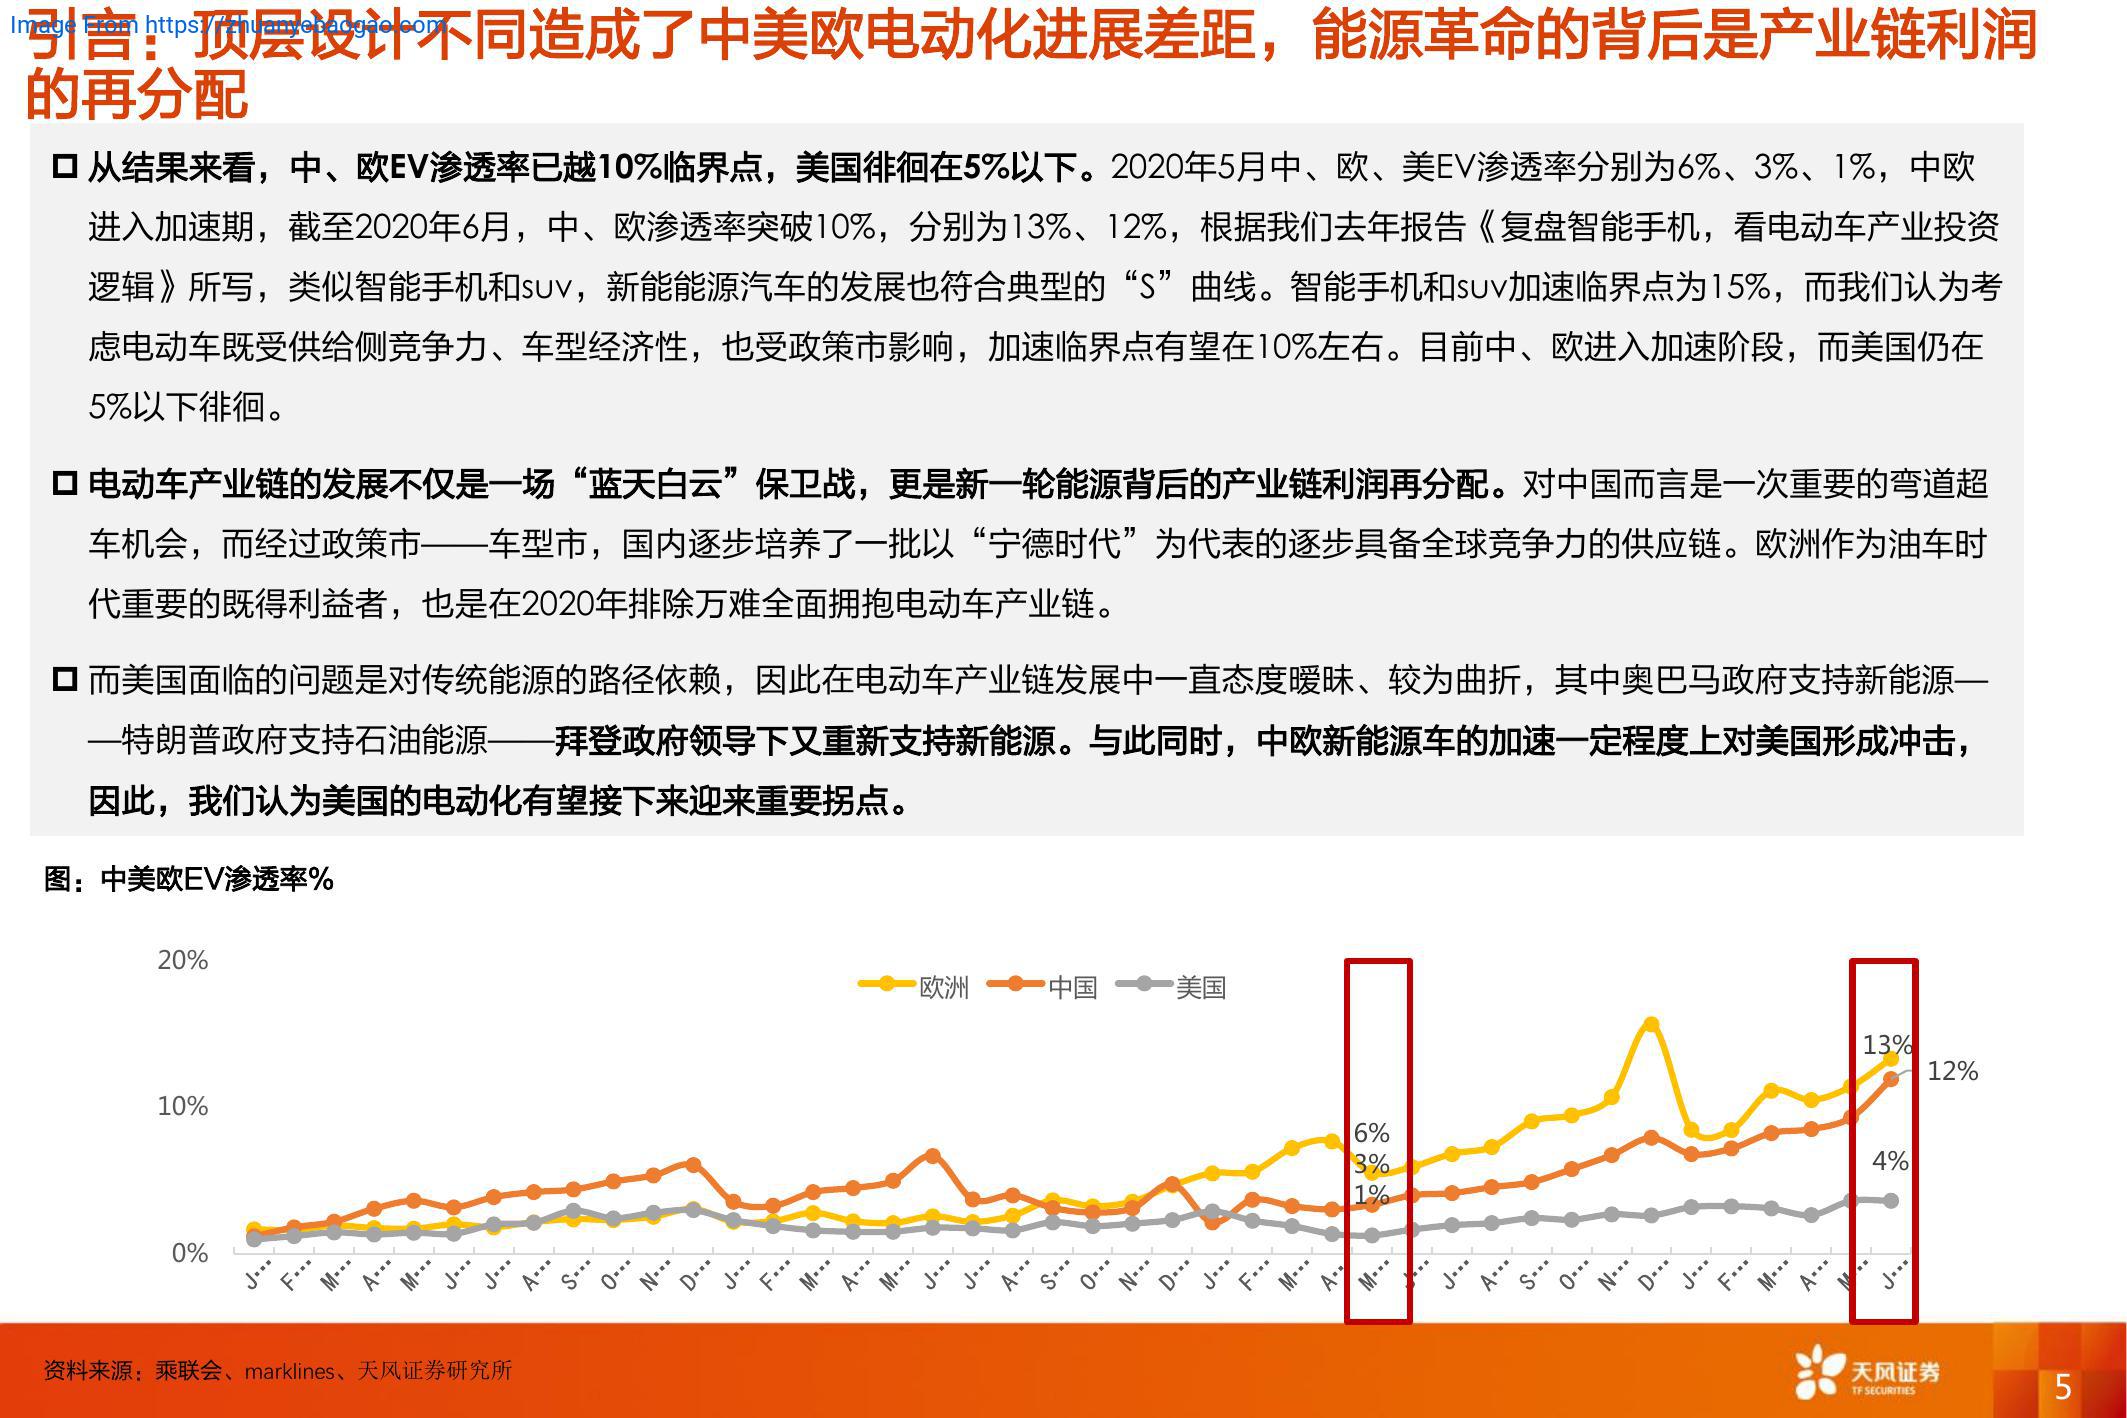 Image From https://zhuanyebaogao.com
引言：顶层设计不同造成了中美欧电动化进展差距，能源革命的背后是产业链利润
的再分配
从结果来看，中、欧EV渗透率已越10%临界点，美国徘徊在5%以下。2020年5月中、欧、美EV渗透率分别为6%、3%、1%，中欧
进入加速期，截至2020年6月，中、欧渗透率突破10%，分别为13%、12%，根据我们去年报告《复盘智能手机，看电动车产业投资
逻辑》所写，类似智能手机和suv，新能能源汽车的发展也符合典型的“S”曲线。智能手机和suv加速临界点为15%，而我们认为考
虑电动车既受供给侧竞争力、车型经济性，也受政策市影响，加速临界点有望在10%左右。目前中、欧进入加速阶段，而美国仍在
5%以下徘徊。
电动车产业链的发展不仅是一场“蓝天白云”保卫战，更是新一轮能源背后的产业链利润再分配。对中国而言是一次重要的弯道超
车机会，而经过政策市——车型市，国内逐步培养了一批以“宁德时代”为代表的逐步具备全球竞争力的供应链。欧洲作为油车时
代重要的既得利益者，也是在2020年排除万难全面拥抱电动车产业链。
而美国面临的问题是对传统能源的路径依赖，因此在电动车产业链发展中一直态度暧昧、较为曲折，其中奥巴马政府支持新能源—
—特朗普政府支持石油能源——拜登政府领导下又重新支持新能源。与此同时，中欧新能源车的加速一定程度上对美国形成冲击，
因此，我们认为美国的电动化有望接下来迎来重要拐点。
图：中美欧EV渗透率%
20%
欧洲 中国 美国
13%
12%
10%
6%
3%
4%
1%
0%
J… F… M… A… M… J… J… A… S… O… N… D… J… F… M… A… M… J… J… A… S… O… N… D… J… F… M… A… M… J… J… A… S… O… N… D… J… F… M… A… M… J…
资料来源：乘联会、marklines、天风证券研究所
天风证券
TF SECURITIES
5